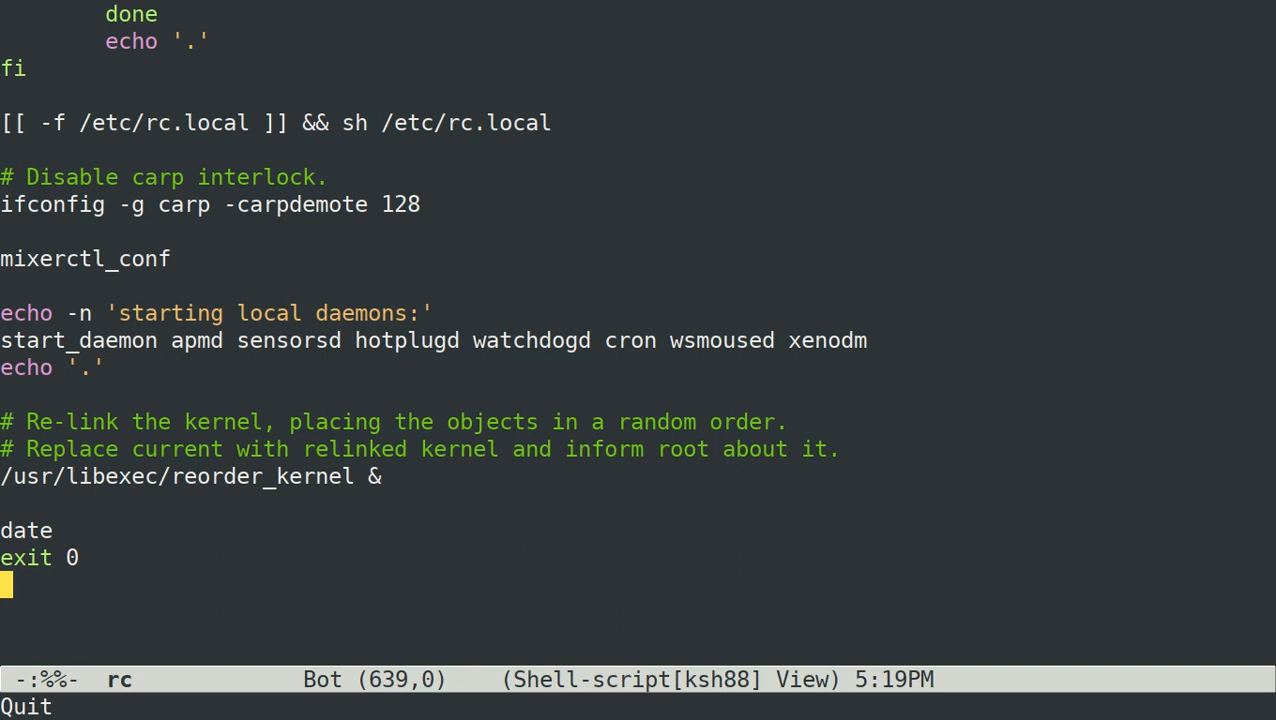 done
echo '.'
fi
[[ -f /etc/rc.local ]] && sh /etc/rc.local
# Disable carp interlock.
ifconfig -g carp -carpdemote 128
mixerctl_conf
echo -n 'starting local daemons:'
start_daemon apmd sensorsd hotplugd watchdogd cron wsmoused xenodm
echo '.'
# Re-link the kernel, placing the objects in a random order.
# Replace current with relinked kernel and inform root about it.
/usr/libexec/reorder_kernel &
date
exit 0
-:%%-  rc             Bot (639,0)    (Shell-script[ksh88] View) 5:19PM
Quit